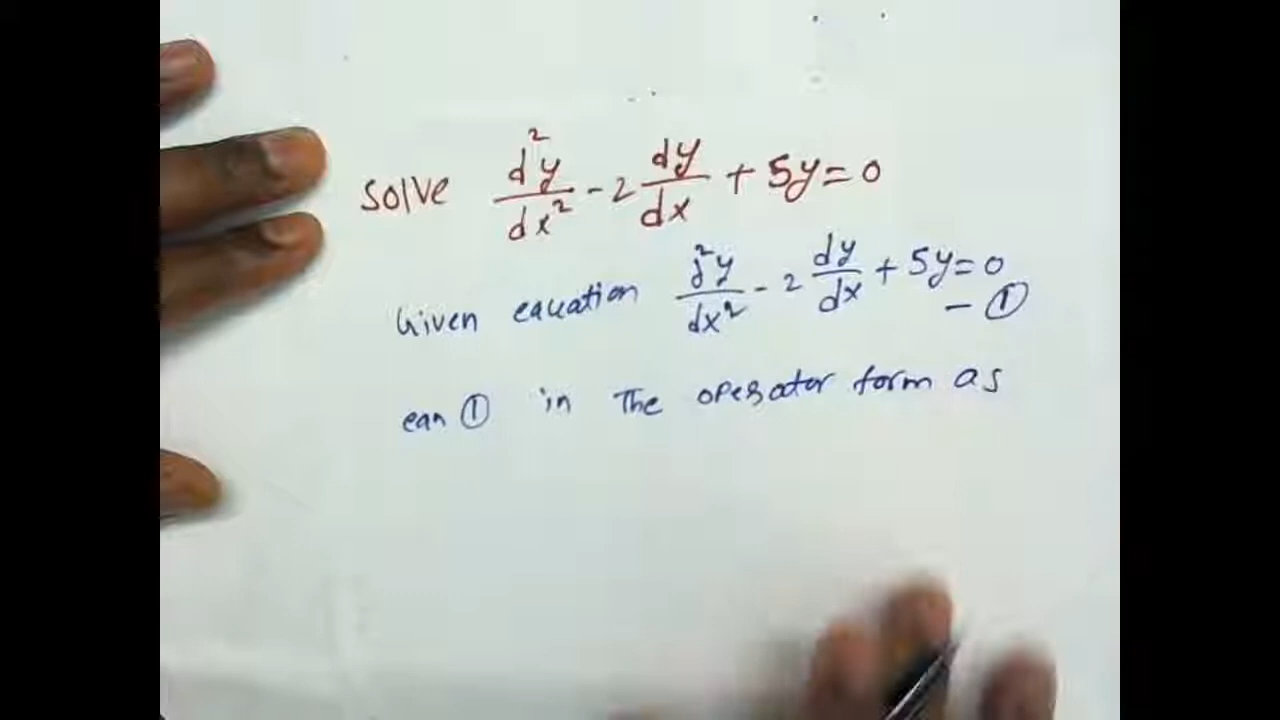 Solve d²y/dx² - 2 dy/dx + 5y = 0
Given eauation d²y/dx² - 2 dy/dx + 5y = 0
- ①
ean ① in The operator form as